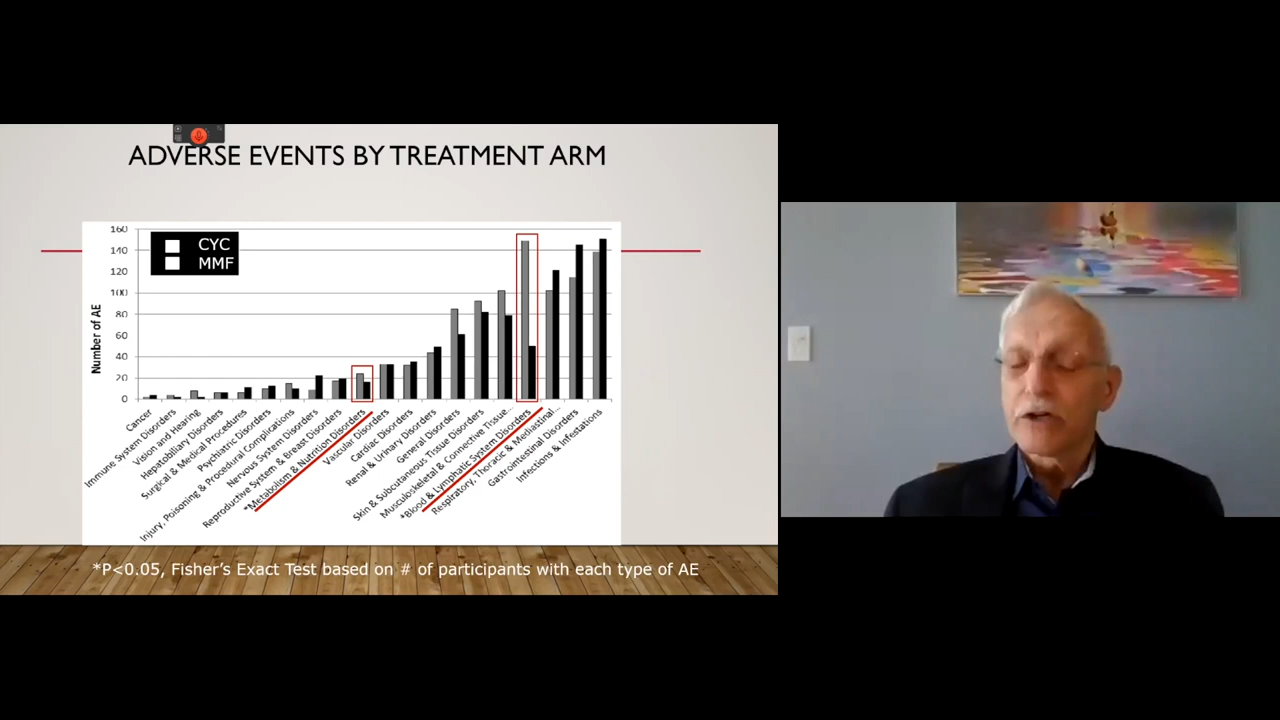 ADVERSE EVENTS BY TREATMENT ARM
CYC
MMF
Number of AE
160
140
120
100
80
60
40
20
0
Cancer
Immune System Disorders
Vision and Hearing
Hepatobiliary Disorders
Surgical & Medical Procedures
Psychiatric Disorders
Injury, Poisoning & Procedural Complications
Nervous System Disorders
Reproductive System & Breast Disorders
*Metabolism & Nutrition Disorders
Vascular Disorders
Cardiac Disorders
Renal & Urinary Disorders
General Disorders
Skin & Subcutaneous Tissue Disorders
Musculoskeletal & Connective Tissue...
*Blood & Lymphatic System Disorders
Respiratory, Thoracic & Mediastinal...
Gastrointestinal Disorders
Infections & Infestations
*P<0.05, Fisher's Exact Test based on # of participants with each type of AE